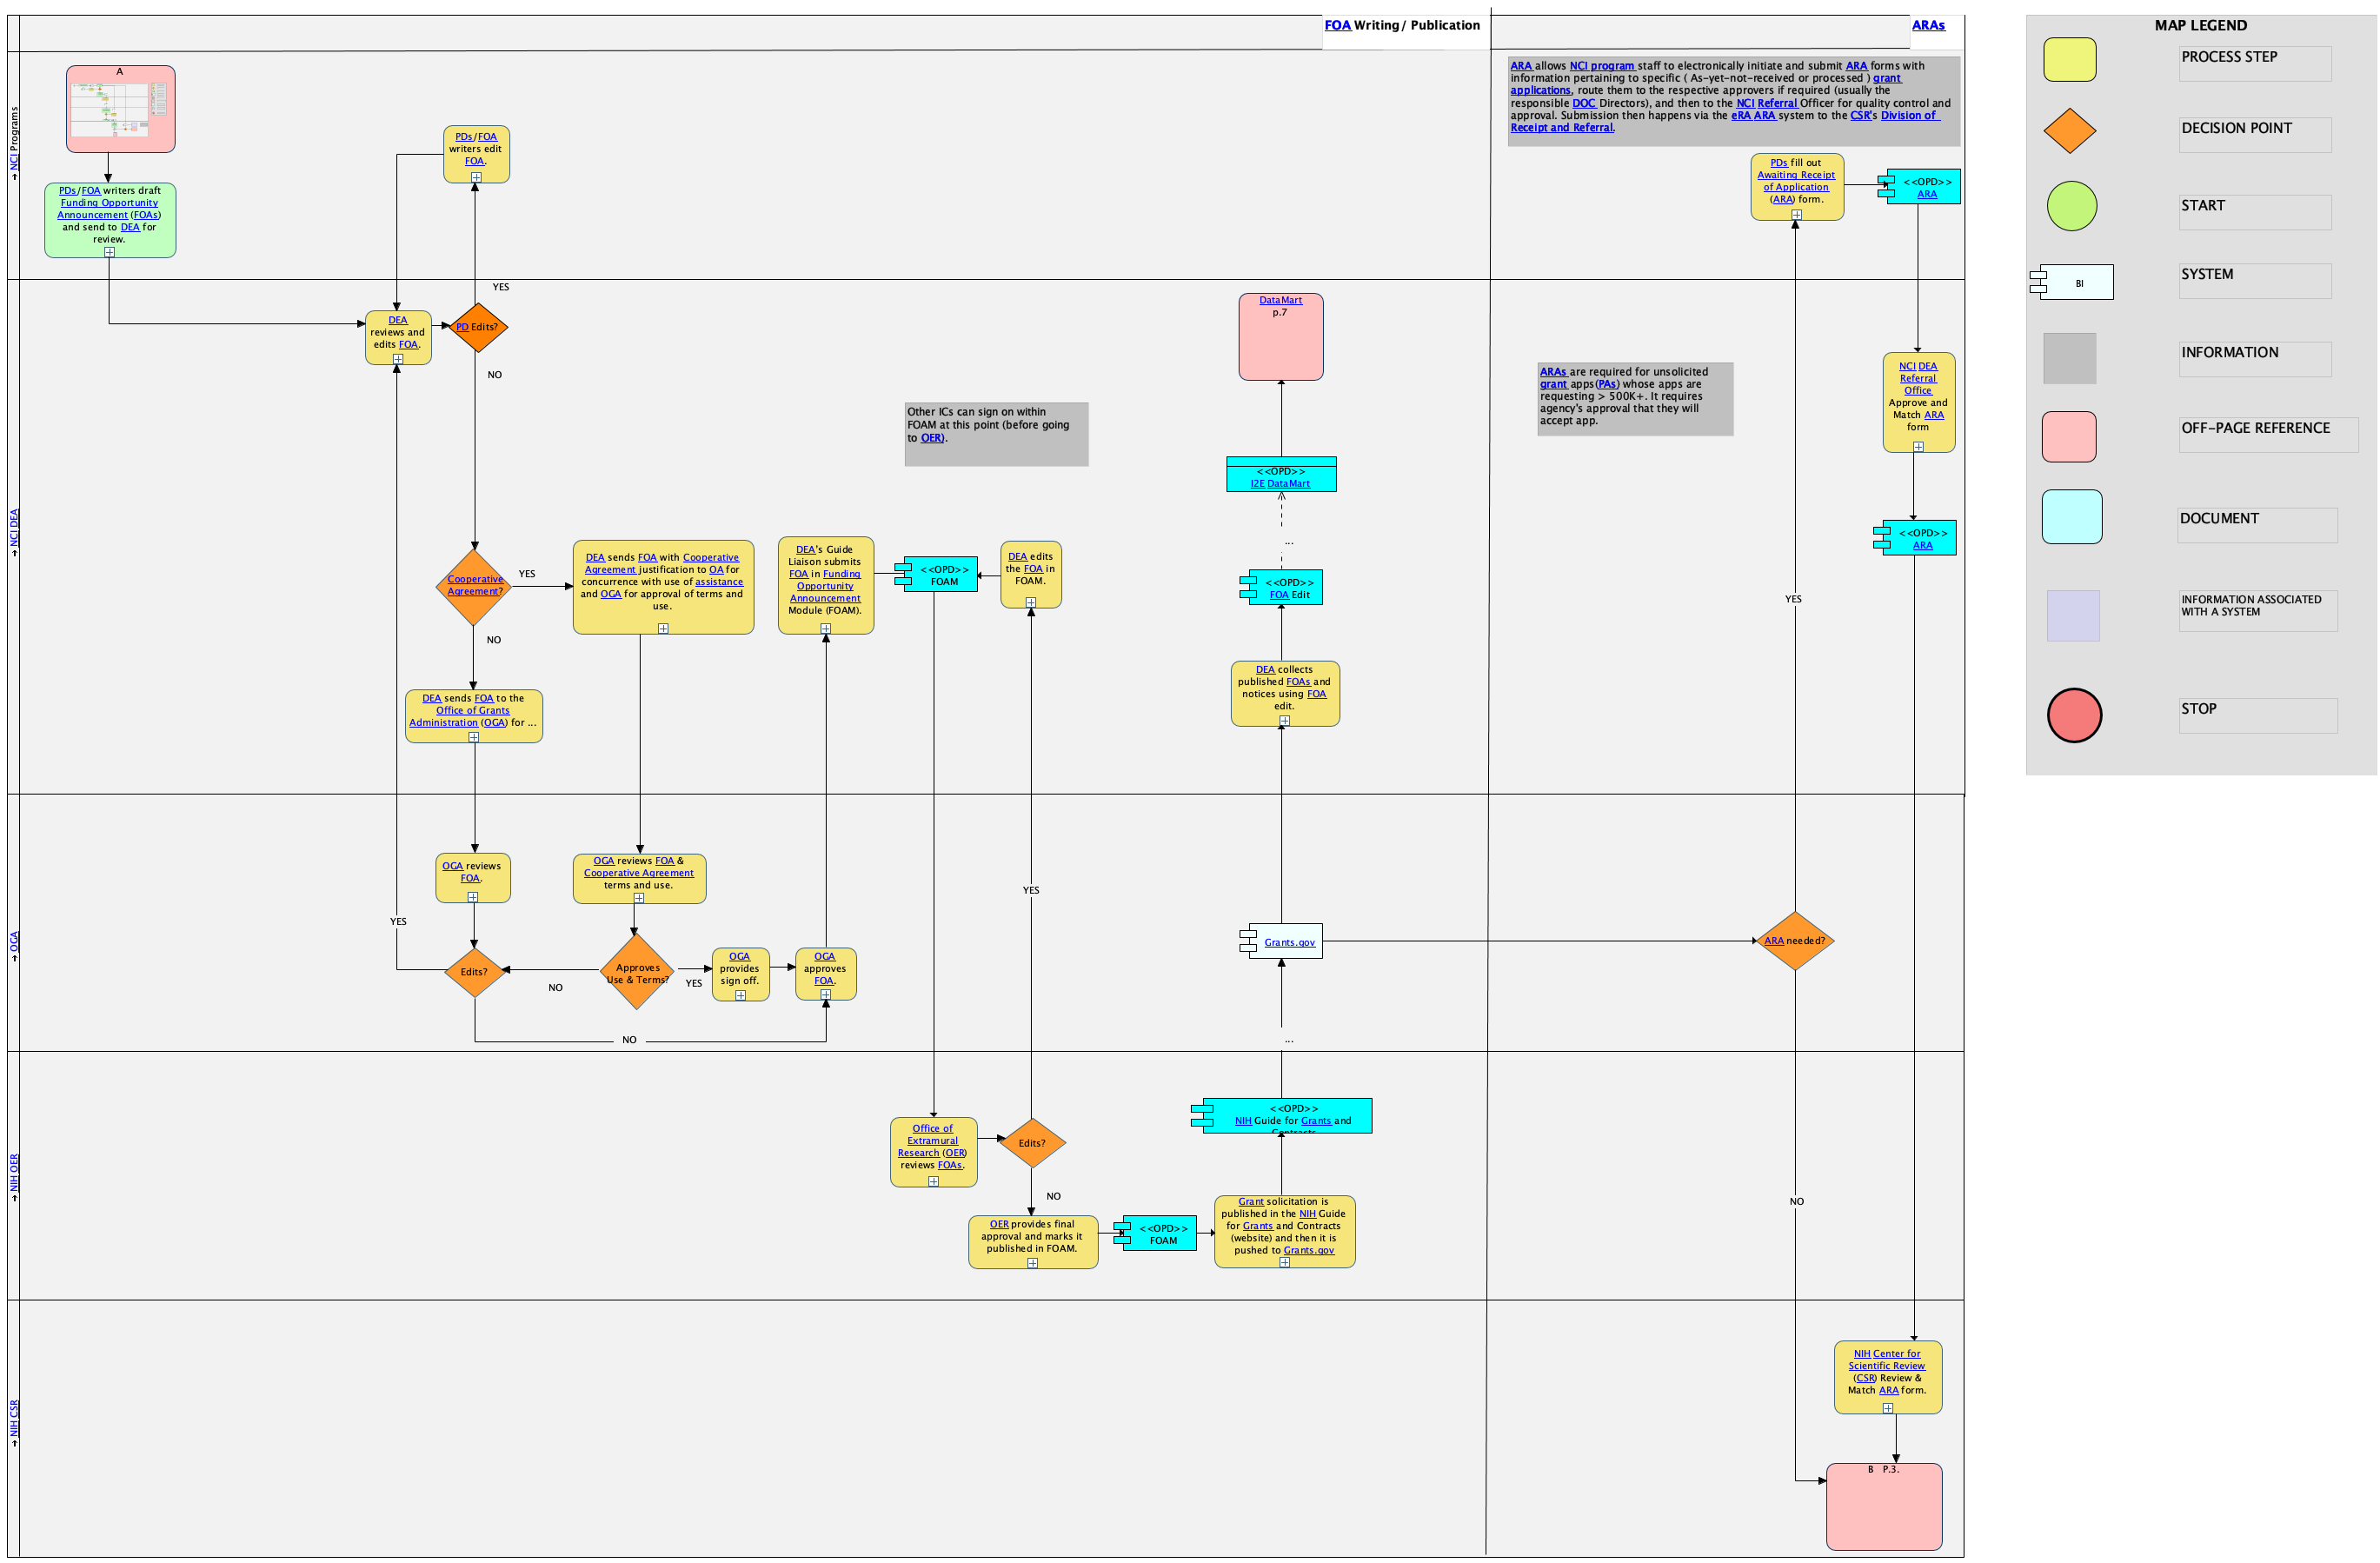 FOA Writing / Publication
ARAs
↑ NCI Programs
A
PDs/FOA writers draft
Funding Opportunity
Announcement (FOAs)
and send to DEA for
review.
PDs/FOA
writers edit
FOA.
ARA allows NCI program staff to electronically initiate and submit ARA forms with
information pertaining to specific ( As-yet-not-received or processed ) grant
applications, route them to the respective approvers if required (usually the
responsible DOC Directors), and then to the NCI Referral Officer for quality control and
approval. Submission then happens via the eRA ARA system to the CSR's Division of
Receipt and Referral.
PDs fill out
Awaiting Receipt
of Application
(ARA) form.
<<OPD>>
ARA
↑ NCI DEA
YES
DEA
reviews and
edits FOA.
PD Edits?
NO
DataMart
p.7
Other ICs can sign on within
FOAM at this point (before going
to OER).
ARAs are required for unsolicited
grant apps(PAs) whose apps are
requesting > 500K+. It requires
agency's approval that they will
accept app.
NCI DEA
Referral
Office
Approve and
Match ARA
form
<<OPD>>
I2E DataMart
...
<<OPD>>
ARA
Cooperative
Agreement?
YES
NO
DEA sends FOA with Cooperative
Agreement justification to OA for
concurrence with use of assistance
and OGA for approval of terms and
use.
DEA's Guide
Liaison submits
FOA in Funding
Opportunity
Announcement
Module (FOAM).
<<OPD>>
FOAM
DEA edits
the FOA in
FOAM.
<<OPD>>
FOA Edit
YES
DEA sends FOA to the
Office of Grants
Administration (OGA) for ...
DEA collects
published FOAs and
notices using FOA
edit.
↑ OGA
OGA reviews
FOA.
OGA reviews FOA &
Cooperative Agreement
terms and use.
YES
YES
Edits?
NO
Approves
Use & Terms?
YES
OGA
provides
sign off.
OGA
approves
FOA.
NO
Grants.gov
...
ARA needed?
↑ NIH OER
Office of
Extramural
Research (OER)
reviews FOAs.
Edits?
NO
<<OPD>>
NIH Guide for Grants and
Contracts
OER provides final
approval and marks it
published in FOAM.
<<OPD>>
FOAM
Grant solicitation is
published in the NIH Guide
for Grants and Contracts
(website) and then it is
pushed to Grants.gov
NO
↑ NIH CSR
NIH Center for
Scientific Review
(CSR) Review &
Match ARA form.
B P.3.
MAP LEGEND
PROCESS STEP
DECISION POINT
START
BI
SYSTEM
INFORMATION
OFF-PAGE REFERENCE
DOCUMENT
INFORMATION ASSOCIATED
WITH A SYSTEM
STOP